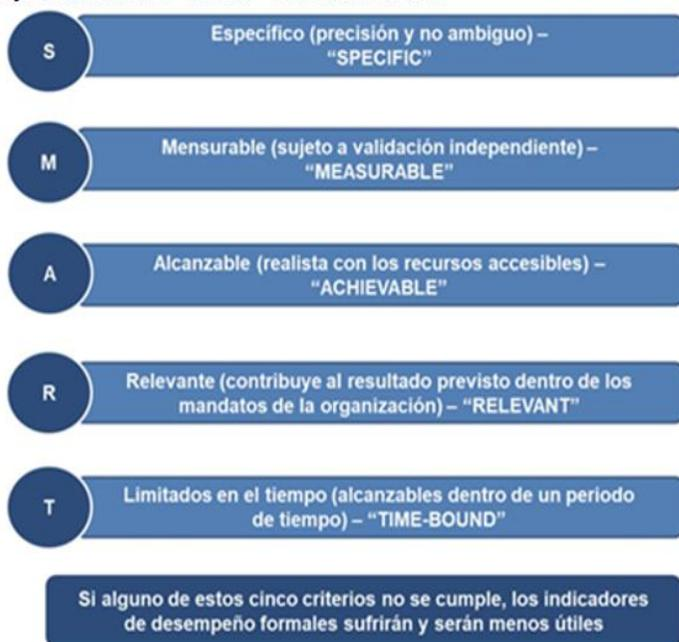 S
Específico (precisión y no ambiguo) –
“SPECIFIC”
M
Mensurable (sujeto a validación independiente) –
“MEASURABLE”
A
Alcanzable (realista con los recursos accesibles) –
“ACHIEVABLE”
R
Relevante (contribuye al resultado previsto dentro de los
mandatos de la organización) – “RELEVANT”
T
Limitados en el tiempo (alcanzables dentro de un periodo
de tiempo) – “TIME-BOUND”
Si alguno de estos cinco criterios no se cumple, los indicadores
de desempeño formales sufrirán y serán menos útiles